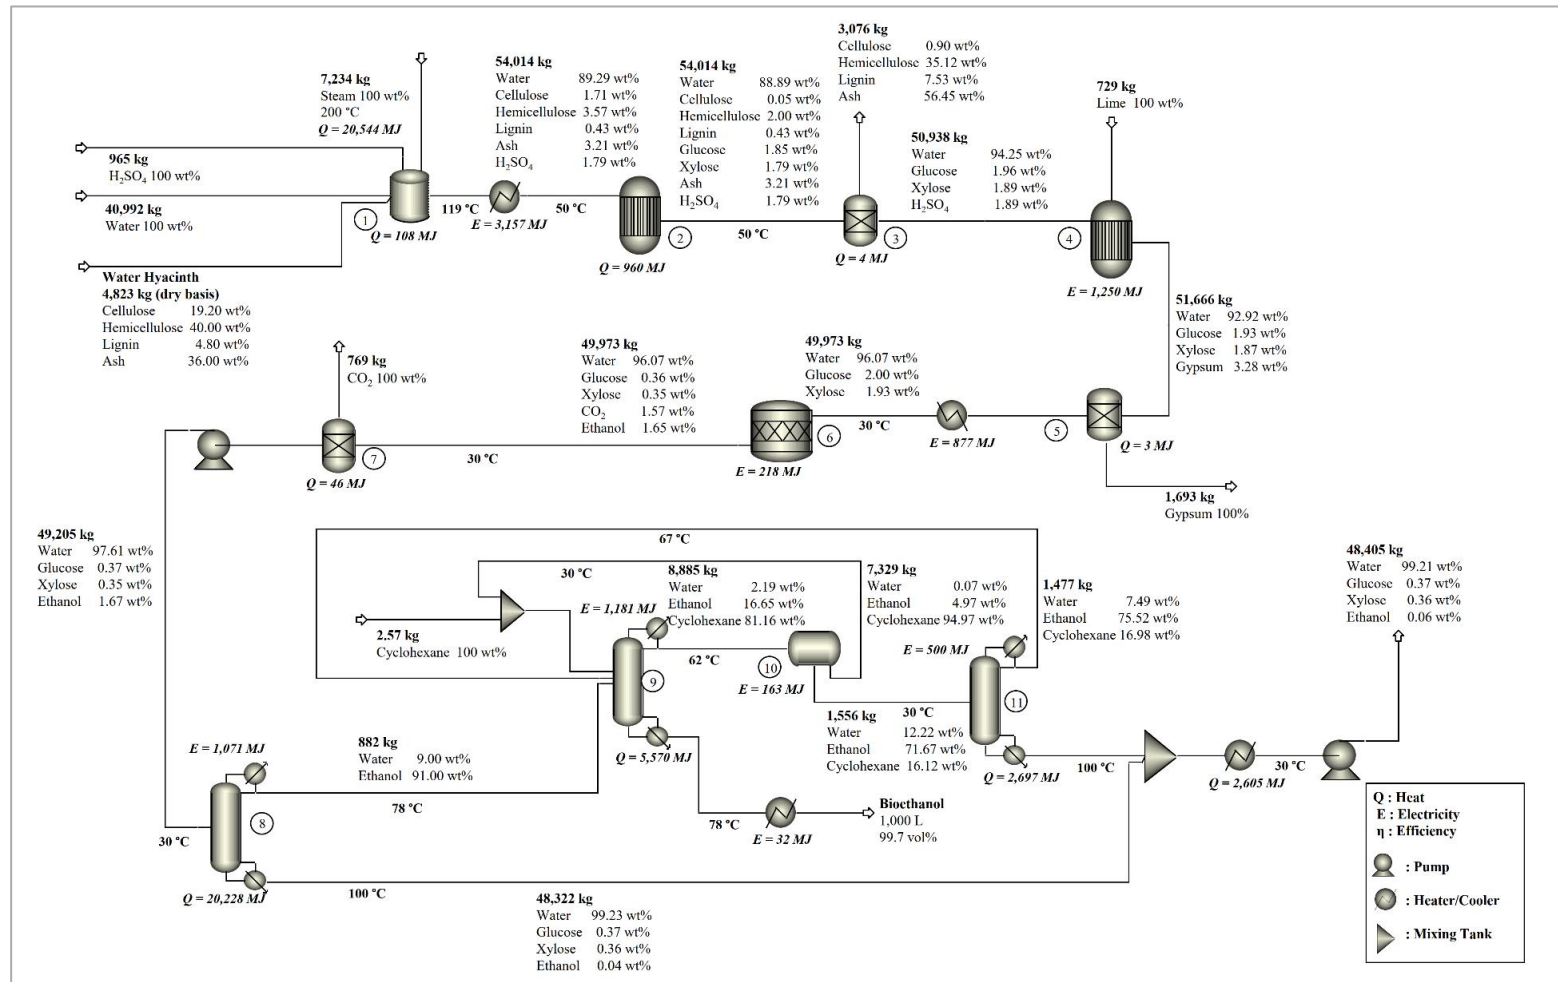 7,234 kg
Steam 100 wt%
200 °C
Q = 20,544 MJ
965 kg
H₂SO₄ 100 wt%
40,992 kg
Water 100 wt%
Water Hyacinth
4,823 kg (dry basis)
Cellulose 19.20 wt%
Hemicellulose 40.00 wt%
Lignin 4.80 wt%
Ash 36.00 wt%
1
Q = 108 MJ
119 °C
54,014 kg
Water 89.29 wt%
Cellulose 1.71 wt%
Hemicellulose 3.57 wt%
Lignin 0.43 wt%
Ash 3.21 wt%
H₂SO₄ 1.79 wt%
E = 3,157 MJ
50 °C
2
Q = 960 MJ
54,014 kg
Water 88.89 wt%
Cellulose 0.05 wt%
Hemicellulose 2.00 wt%
Lignin 0.43 wt%
Glucose 1.85 wt%
Xylose 1.79 wt%
Ash 3.21 wt%
H₂SO₄ 1.79 wt%
50 °C
3,076 kg
Cellulose 0.90 wt%
Hemicellulose 35.12 wt%
Lignin 7.53 wt%
Ash 56.45 wt%
3
Q = 4 MJ
50,938 kg
Water 94.25 wt%
Glucose 1.96 wt%
Xylose 1.89 wt%
H₂SO₄ 1.89 wt%
729 kg
Lime 100 wt%
4
E = 1,250 MJ
51,666 kg
Water 92.92 wt%
Glucose 1.93 wt%
Xylose 1.87 wt%
Gypsum 3.28 wt%
5
Q = 3 MJ
1,693 kg
Gypsum 100%
E = 877 MJ
30 °C
49,973 kg
Water 96.07 wt%
Glucose 2.00 wt%
Xylose 1.93 wt%
6
E = 218 MJ
49,973 kg
Water 96.07 wt%
Glucose 0.36 wt%
Xylose 0.35 wt%
CO₂ 1.57 wt%
Ethanol 1.65 wt%
30 °C
769 kg
CO₂ 100 wt%
7
Q = 46 MJ
49,205 kg
Water 97.61 wt%
Glucose 0.37 wt%
Xylose 0.35 wt%
Ethanol 1.67 wt%
30 °C
8
E = 1,071 MJ
Q = 20,228 MJ
882 kg
Water 9.00 wt%
Ethanol 91.00 wt%
78 °C
100 °C
48,322 kg
Water 99.23 wt%
Glucose 0.37 wt%
Xylose 0.36 wt%
Ethanol 0.04 wt%
67 °C
30 °C
2.57 kg
Cyclohexane 100 wt%
E = 1,181 MJ
9
Q = 5,570 MJ
8,885 kg
Water 2.19 wt%
Ethanol 16.65 wt%
Cyclohexane 81.16 wt%
62 °C
10
E = 163 MJ
7,329 kg
Water 0.07 wt%
Ethanol 4.97 wt%
Cyclohexane 94.97 wt%
1,556 kg
30 °C
Water 12.22 wt%
Ethanol 71.67 wt%
Cyclohexane 16.12 wt%
78 °C
E = 32 MJ
Bioethanol
1,000 L
99.7 vol%
E = 500 MJ
11
Q = 2,697 MJ
1,477 kg
Water 7.49 wt%
Ethanol 75.52 wt%
Cyclohexane 16.98 wt%
100 °C
Q = 2,605 MJ
30 °C
48,405 kg
Water 99.21 wt%
Glucose 0.37 wt%
Xylose 0.36 wt%
Ethanol 0.06 wt%
Q : Heat
E : Electricity
η : Efficiency
: Pump
: Heater/Cooler
: Mixing Tank